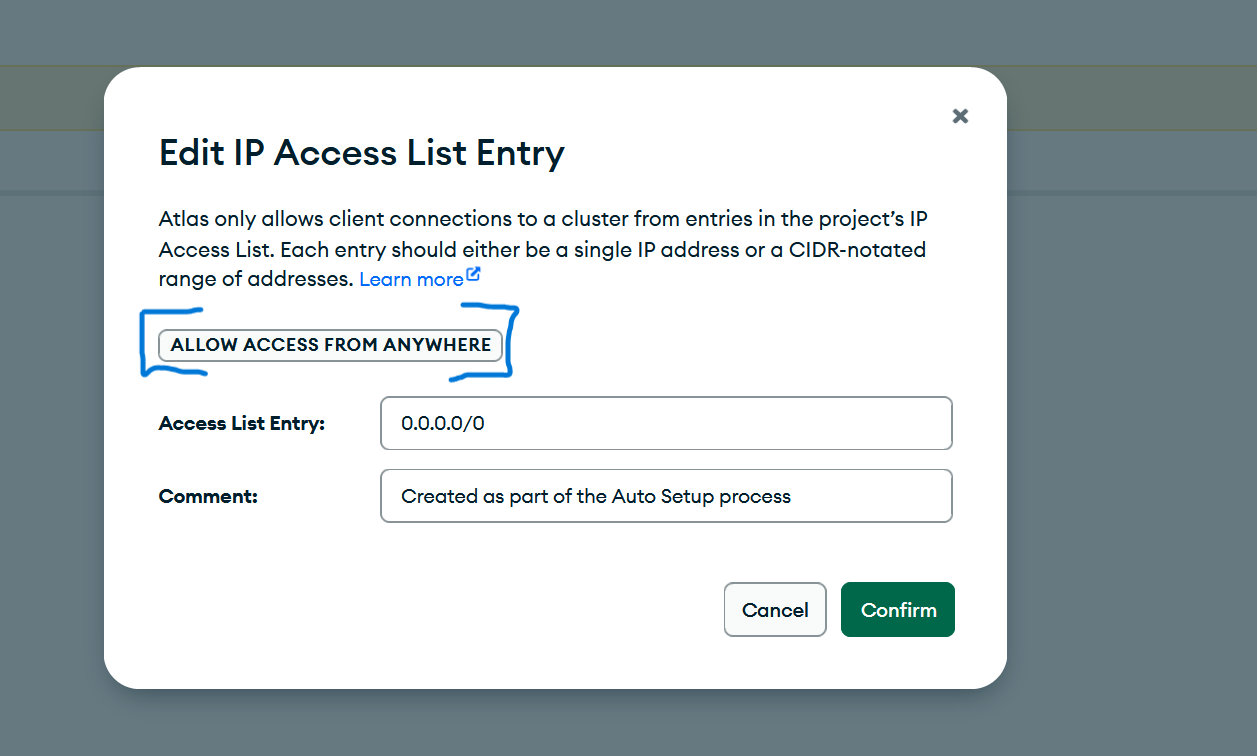 Edit IP Access List Entry
Atlas only allows client connections to a cluster from entries in the project’s IP
Access List. Each entry should either be a single IP address or a CIDR-notated
range of addresses. Learn more
ALLOW ACCESS FROM ANYWHERE
Access List Entry: 0.0.0.0/0
Comment: Created as part of the Auto Setup process
Cancel Confirm